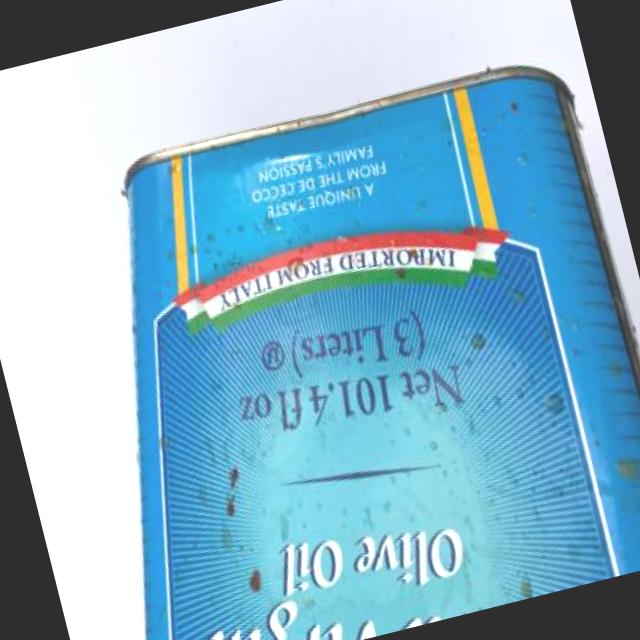 Olive Oil
Net 101.4 fl oz
(3 Liters)
IMPORTED FROM ITALY
A UNIQUE TASTE
FROM THE DE CECCO
FAMILY'S PASSION